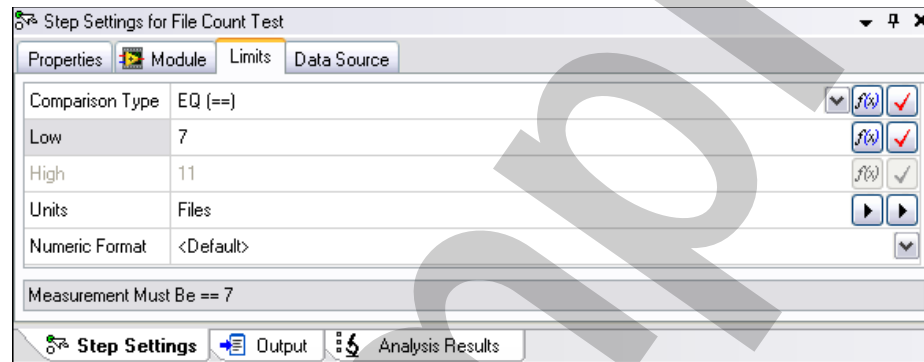 Step Settings for File Count Test
Properties Module Limits Data Source
Comparison Type EQ (==) f(x)
Low 7 f(x)
High 11 f(x)
Units Files
Numeric Format <Default>
Measurement Must Be == 7
Step Settings Output Analysis Results